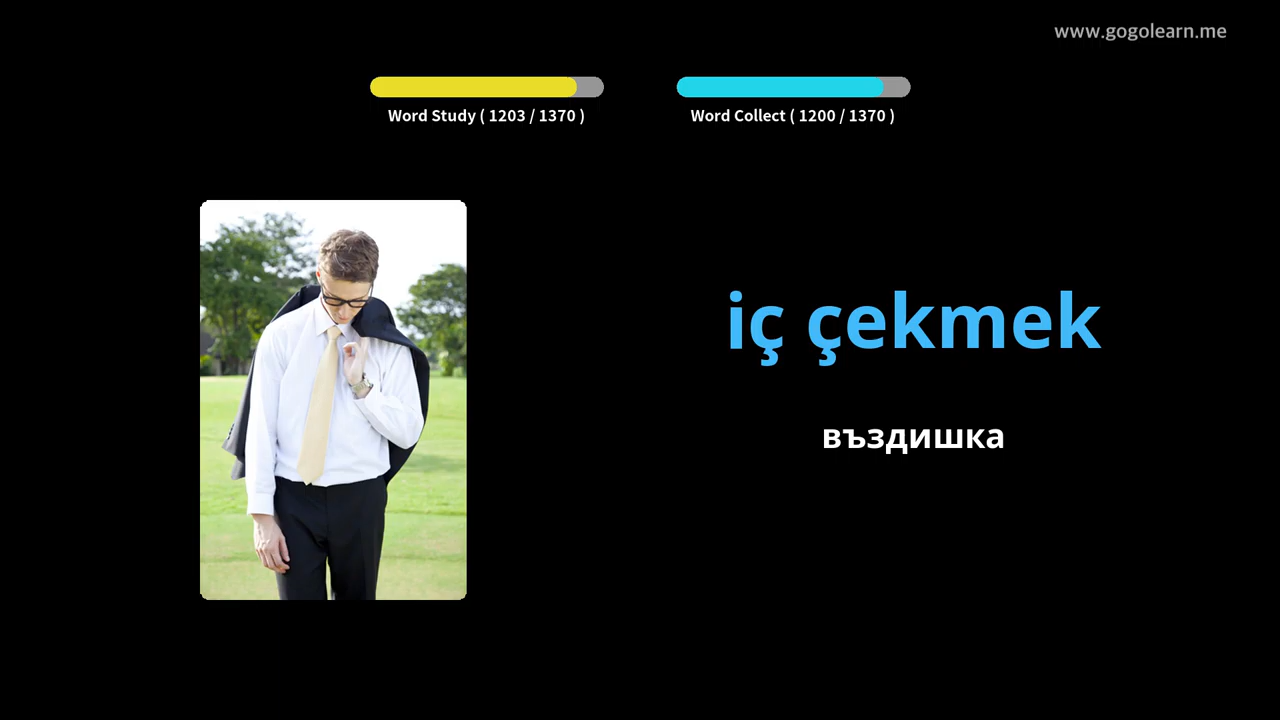 www.gogolearn.me
Word Study ( 1203 / 1370 )
Word Collect ( 1200 / 1370 )
iç çekmek
въздишка